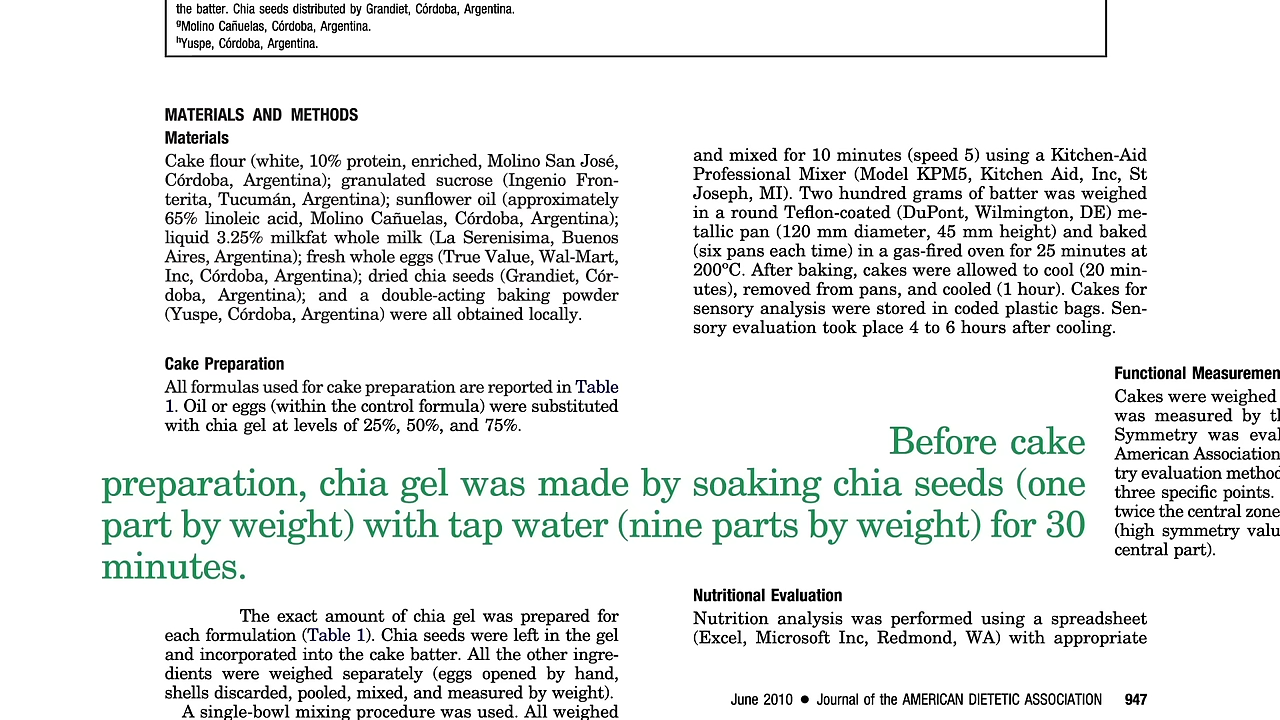 the batter. Chia seeds distributed by Grandiet, Córdoba, Argentina.
gMolino Cañuelas, Córdoba, Argentina.
hYuspe, Córdoba, Argentina.
MATERIALS AND METHODS
Materials
Cake flour (white, 10% protein, enriched, Molino San José,
Córdoba, Argentina); granulated sucrose (Ingenio Fron-
terita, Tucumán, Argentina); sunflower oil (approximately
65% linoleic acid, Molino Cañuelas, Córdoba, Argentina);
liquid 3.25% milkfat whole milk (La Serenisima, Buenos
Aires, Argentina); fresh whole eggs (True Value, Wal-Mart,
Inc, Córdoba, Argentina); dried chia seeds (Grandiet, Cór-
doba, Argentina); and a double-acting baking powder
(Yuspe, Córdoba, Argentina) were all obtained locally.
Cake Preparation
All formulas used for cake preparation are reported in Table
1. Oil or eggs (within the control formula) were substituted
with chia gel at levels of 25%, 50%, and 75%.
Before cake
preparation, chia gel was made by soaking chia seeds (one
part by weight) with tap water (nine parts by weight) for 30
minutes.
The exact amount of chia gel was prepared for
each formulation (Table 1). Chia seeds were left in the gel
and incorporated into the cake batter. All the other ingre-
dients were weighed separately (eggs opened by hand,
shells discarded, pooled, mixed, and measured by weight).
A single-bowl mixing procedure was used. All weighed
and mixed for 10 minutes (speed 5) using a Kitchen-Aid
Professional Mixer (Model KPM5, Kitchen Aid, Inc, St
Joseph, MI). Two hundred grams of batter was weighed
in a round Teflon-coated (DuPont, Wilmington, DE) me-
tallic pan (120 mm diameter, 45 mm height) and baked
(six pans each time) in a gas-fired oven for 25 minutes at
200ºC. After baking, cakes were allowed to cool (20 min-
utes), removed from pans, and cooled (1 hour). Cakes for
sensory analysis were stored in coded plastic bags. Sen-
sory evaluation took place 4 to 6 hours after cooling.
Nutritional Evaluation
Nutrition analysis was performed using a spreadsheet
(Excel, Microsoft Inc, Redmond, WA) with appropriate
Functional
Cakes were weighed
was measured by
Symmetry was
American Association
try evaluation
three specific points.
twice the central zone
(high symmetry
central part).
June 2010 ● Journal of the AMERICAN DIETETIC ASSOCIATION 947